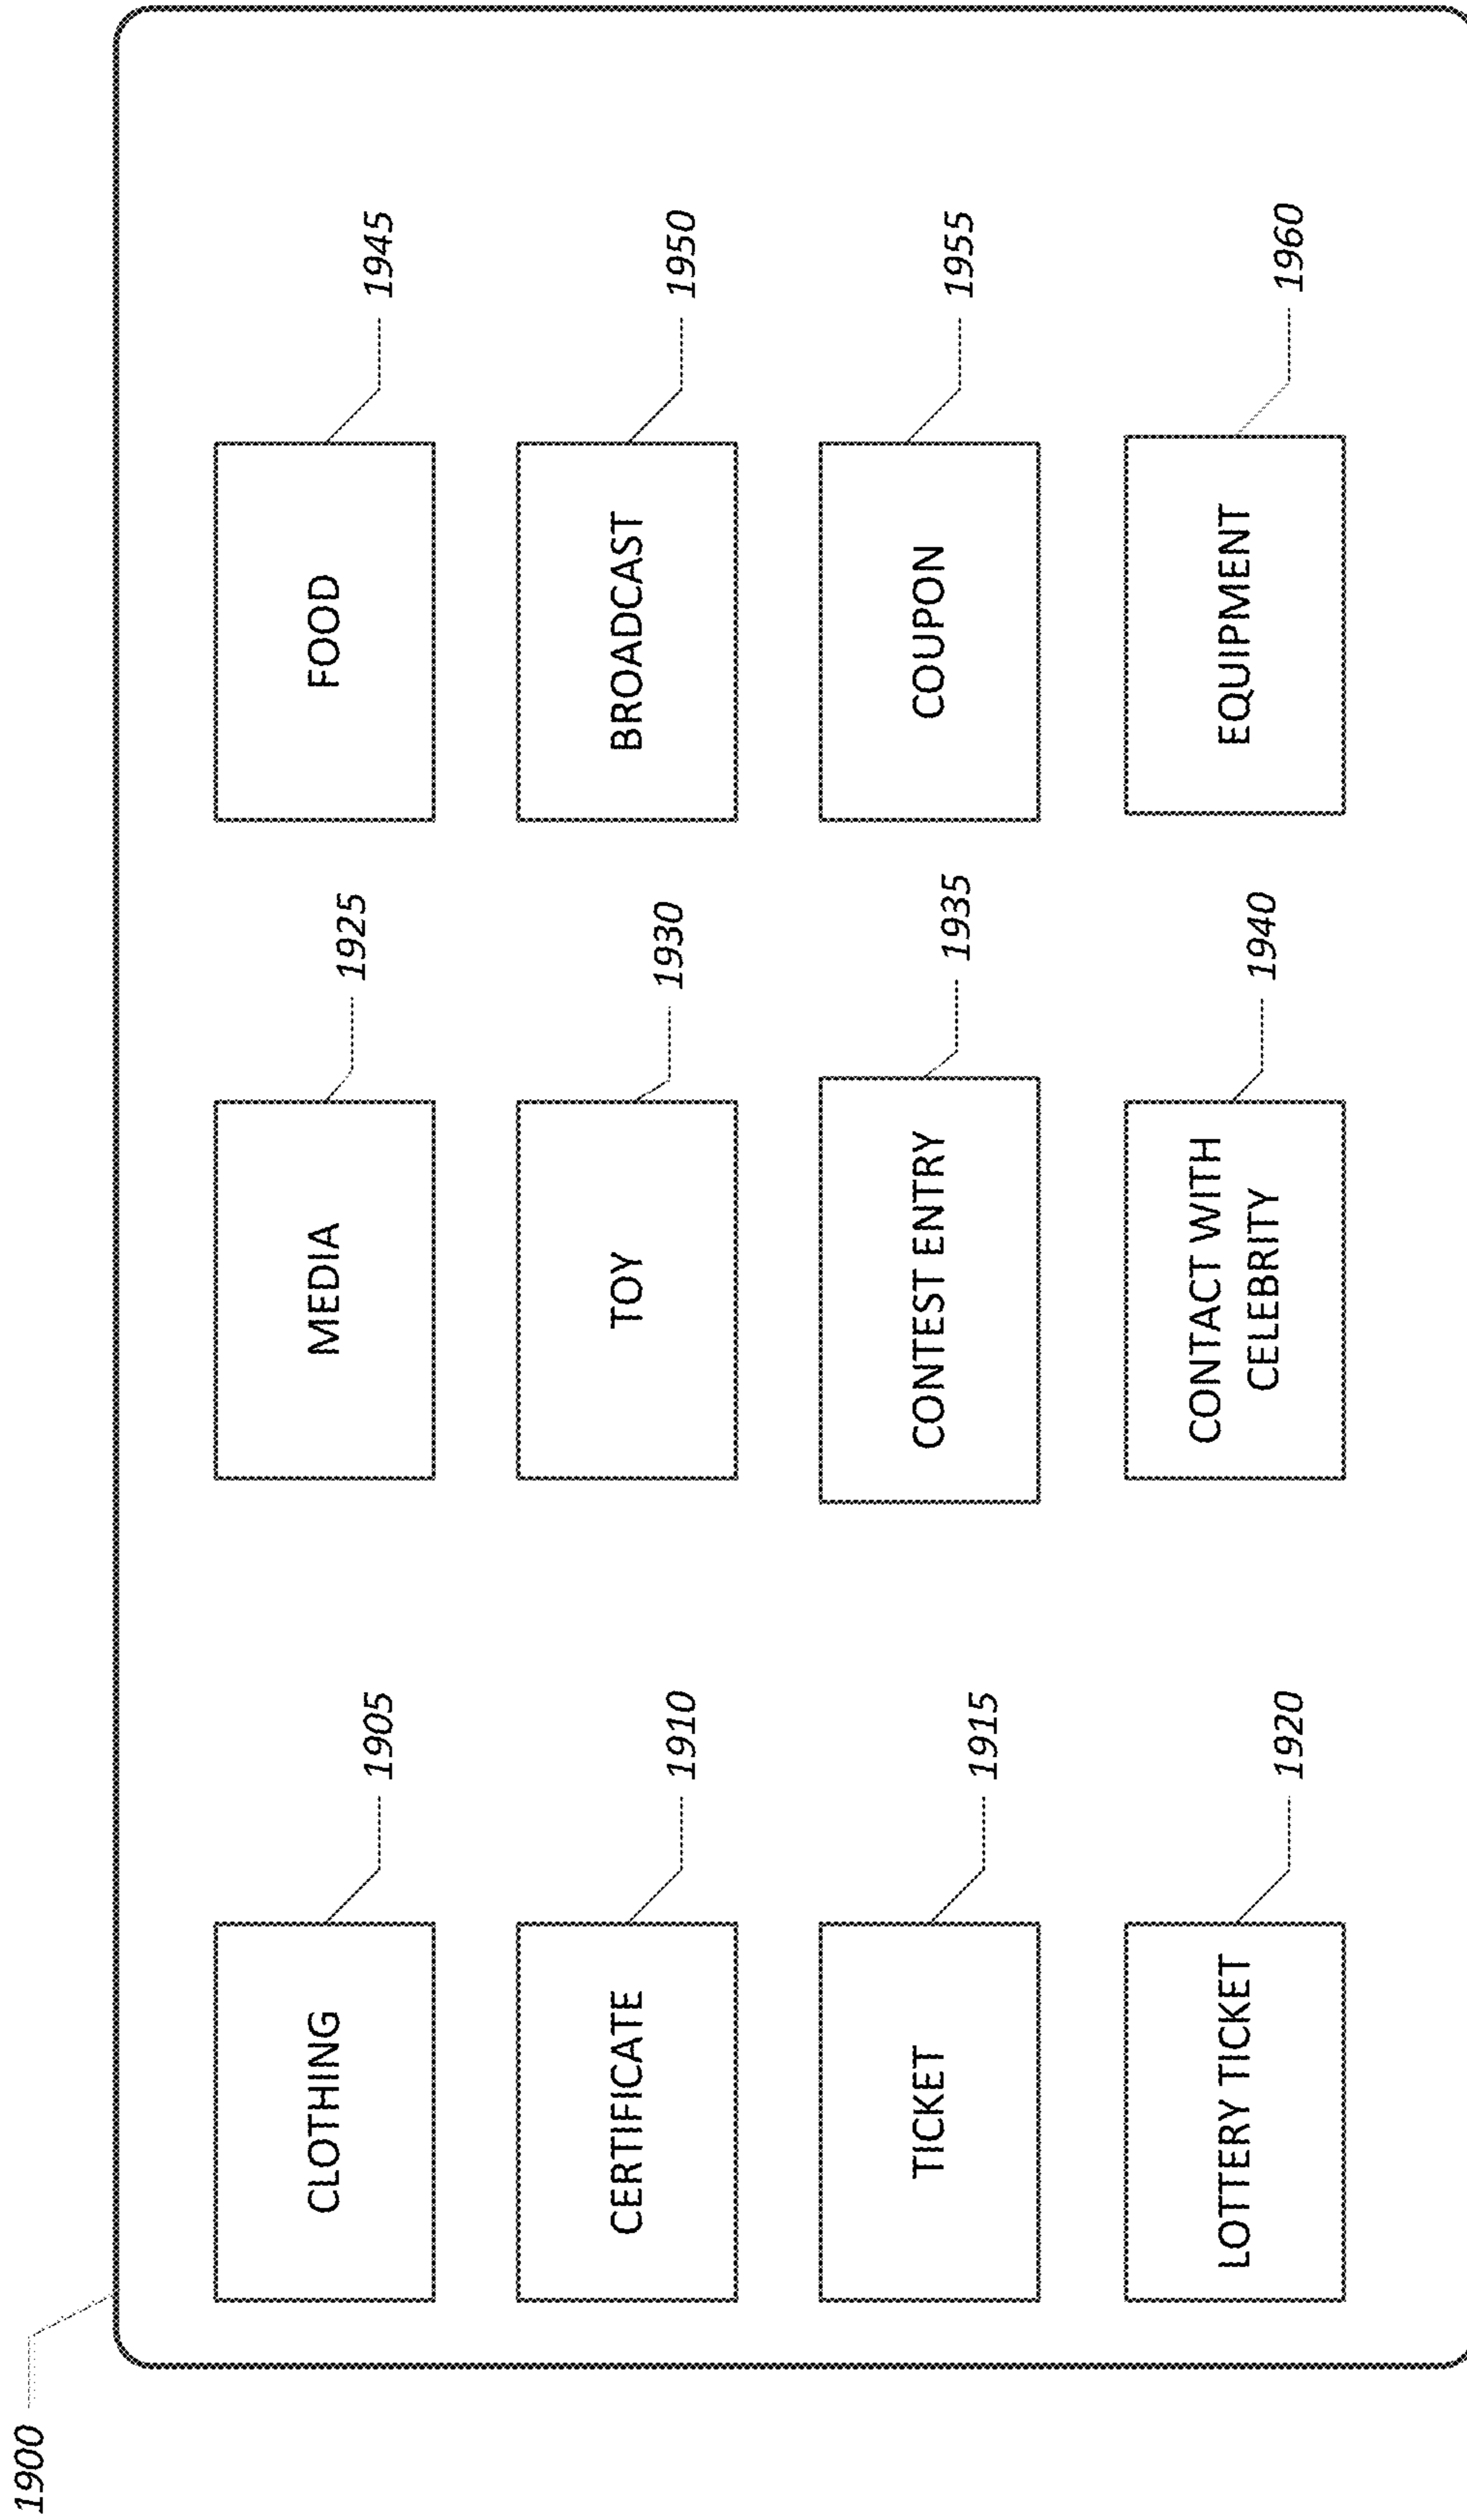 1900
CLOTHING
1905
CERTIFICATE
1910
TICKET
1915
LOTTERY TICKET
1920
MEDIA
1925
TOY
1930
CONTEST ENTRY
1935
CONTACT WITH
CELEBRITY
1940
FOOD
1945
BROADCAST
1950
COUPON
1955
EQUIPMENT
1960